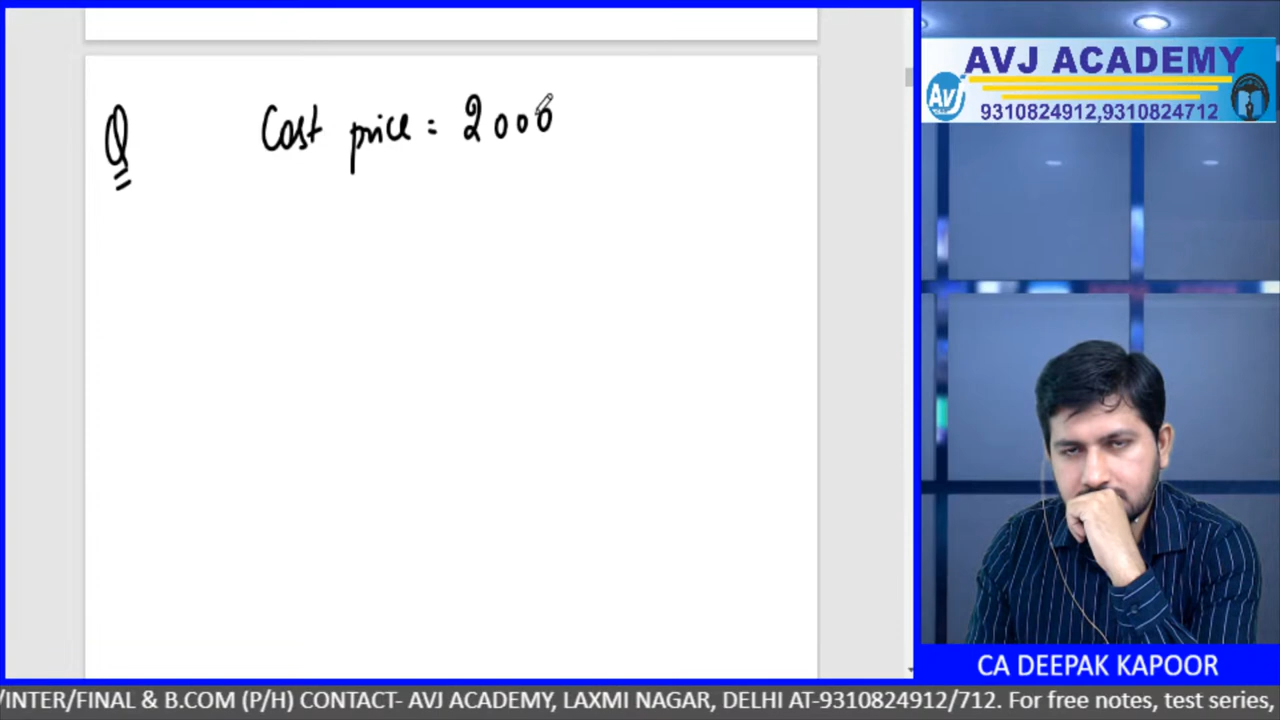 Q Cost price = 2000
AVJ ACADEMY
AV
9310824912,9310824712
CA DEEPAK KAPOOR
/INTER/FINAL & B.COM (P/H) CONTACT- AVJ ACADEMY, LAXMI NAGAR, DELHI AT-9310824912/712. For free notes, test series,